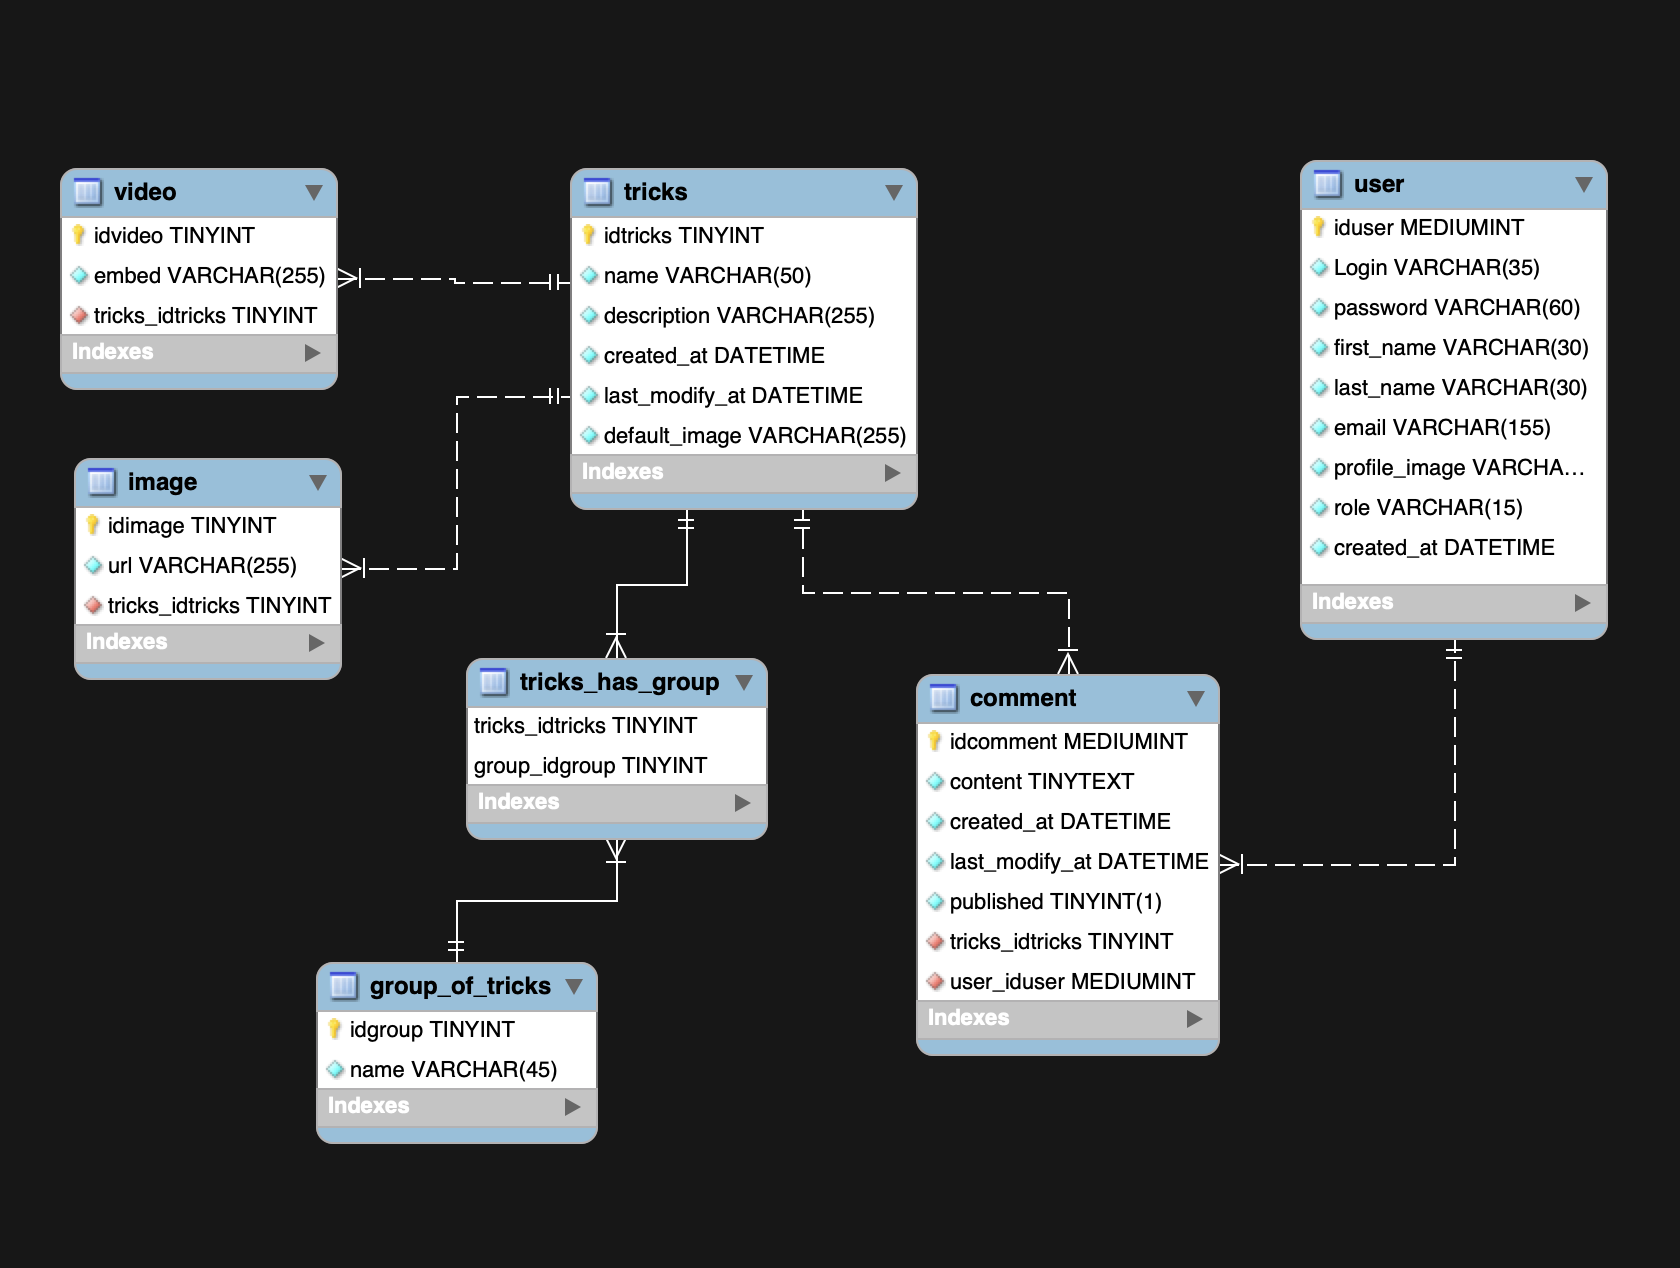 video
idvideo TINYINT
embed VARCHAR(255)
tricks_idtricks TINYINT
Indexes
image
idimage TINYINT
url VARCHAR(255)
tricks_idtricks TINYINT
Indexes
tricks
idtricks TINYINT
name VARCHAR(50)
description VARCHAR(255)
created_at DATETIME
last_modify_at DATETIME
default_image VARCHAR(255)
Indexes
tricks_has_group
tricks_idtricks TINYINT
group_idgroup TINYINT
Indexes
group_of_tricks
idgroup TINYINT
name VARCHAR(45)
Indexes
comment
idcomment MEDIUMINT
content TINYTEXT
created_at DATETIME
last_modify_at DATETIME
published TINYINT(1)
tricks_idtricks TINYINT
user_iduser MEDIUMINT
Indexes
user
iduser MEDIUMINT
Login VARCHAR(35)
password VARCHAR(60)
first_name VARCHAR(30)
last_name VARCHAR(30)
email VARCHAR(155)
profile_image VARCHA...
role VARCHAR(15)
created_at DATETIME
Indexes